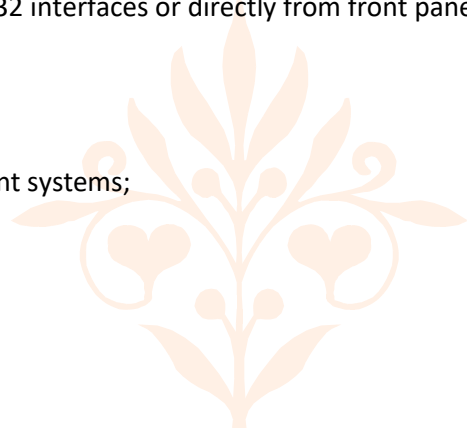 32 interfaces or directly from front pane
nt systems;